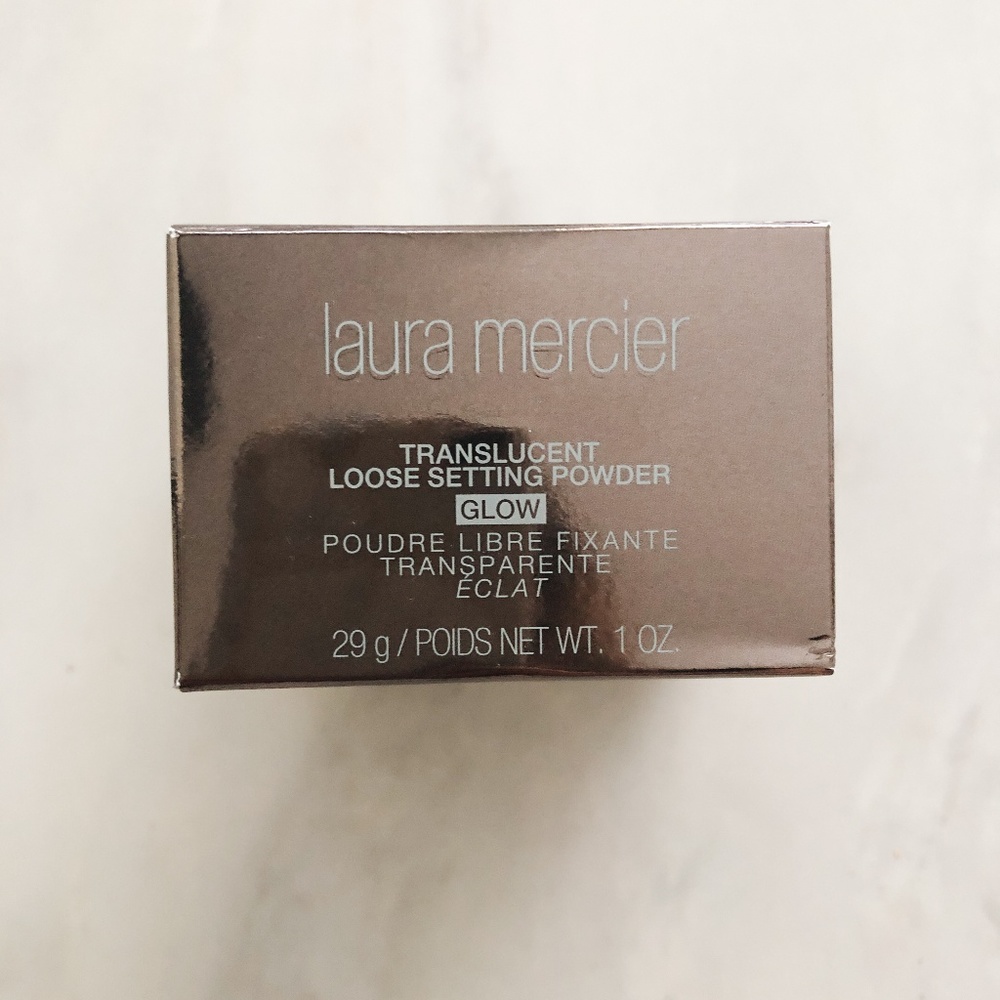 laura mercier
TRANSLUCENT
LOOSE SETTING POWDER
GLOW
POUDRE LIBRE FIXANTE
TRANSPARENTE
ÉCLAT
29 g / POIDS NET WT. 1 OZ.